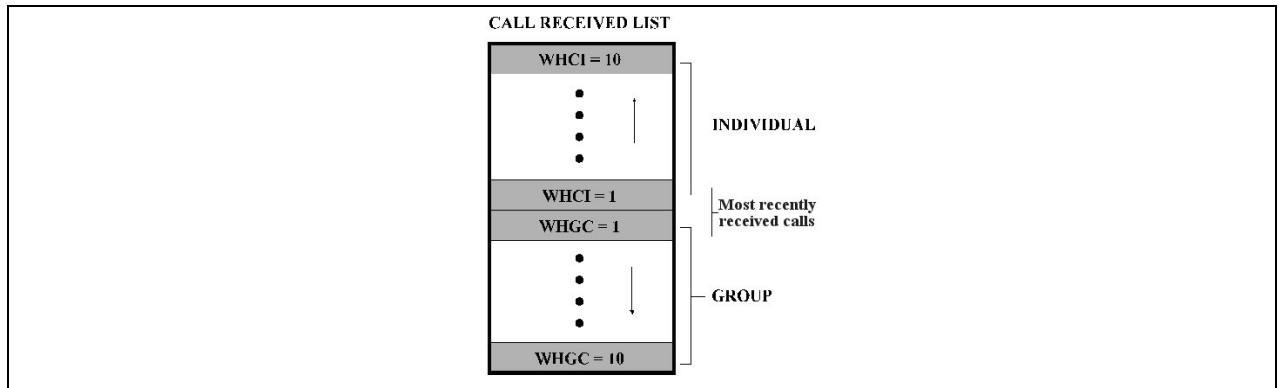 CALL RECEIVED LIST
WHCI = 10
INDIVIDUAL
WHCI = 1
Most recently
received calls
WHGC = 1
GROUP
WHGC = 10